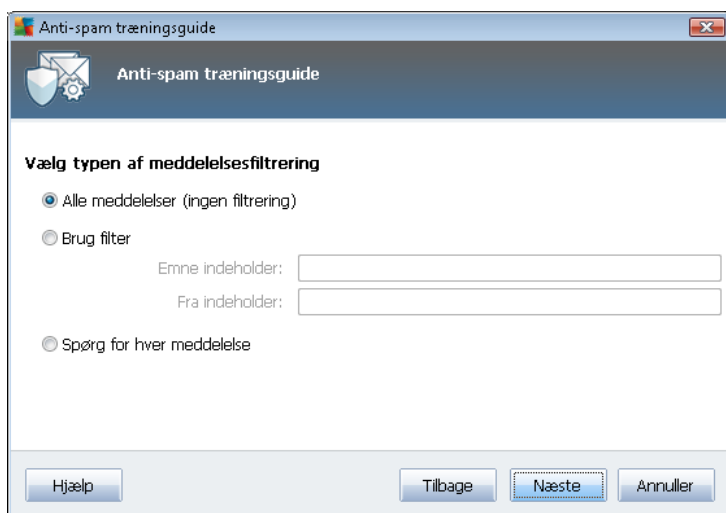 Anti-spam træningsguide
Anti-spam træningsguide
Vælg typen af meddelelsesfiltrering
Alle meddelelser (ingen filtrering)
Brug filter
Emne indeholder:
Fra indeholder:
Spørg for hver meddelelse
Hjælp
Tilbage
Næste
Annuller